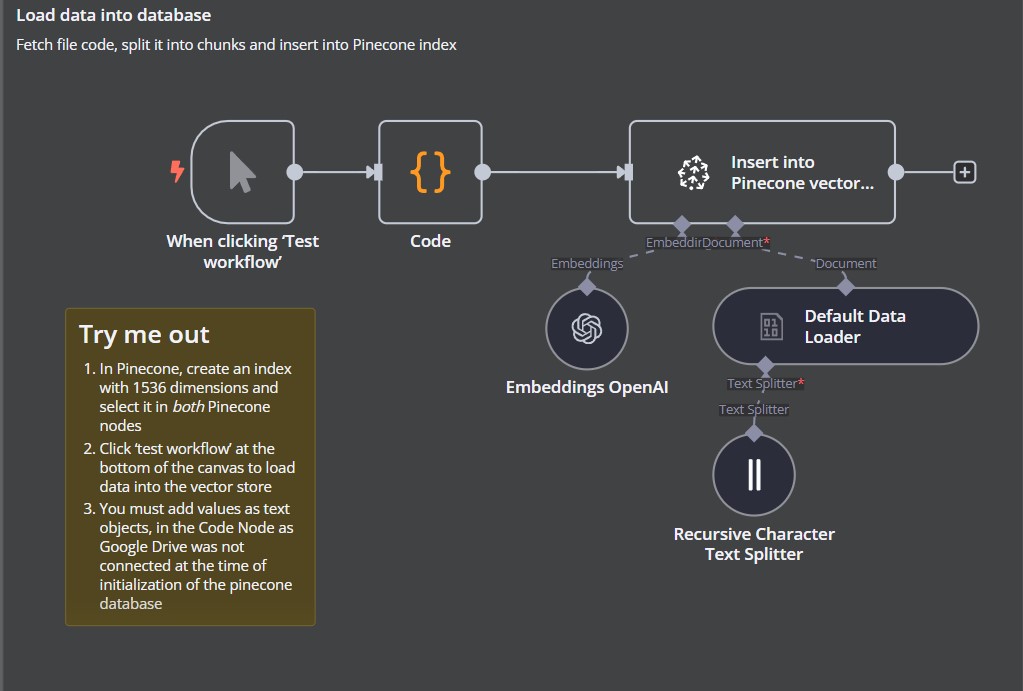 Load data into database
Fetch file code, split it into chunks and insert into Pinecone index
When clicking ‘Test
workflow’
{}
Code
Insert into
Pinecone vector...
+
EmbeddinDocument*
Embeddings
Document
Embeddings OpenAI
Default Data
Loader
Text Splitter*
Text Splitter
Recursive Character
Text Splitter
Try me out
1. In Pinecone, create an index
with 1536 dimensions and
select it in both Pinecone
nodes
2. Click ‘test workflow’ at the
bottom of the canvas to load
data into the vector store
3. You must add values as text
objects, in the Code Node as
Google Drive was not
connected at the time of
initialization of the pinecone
database